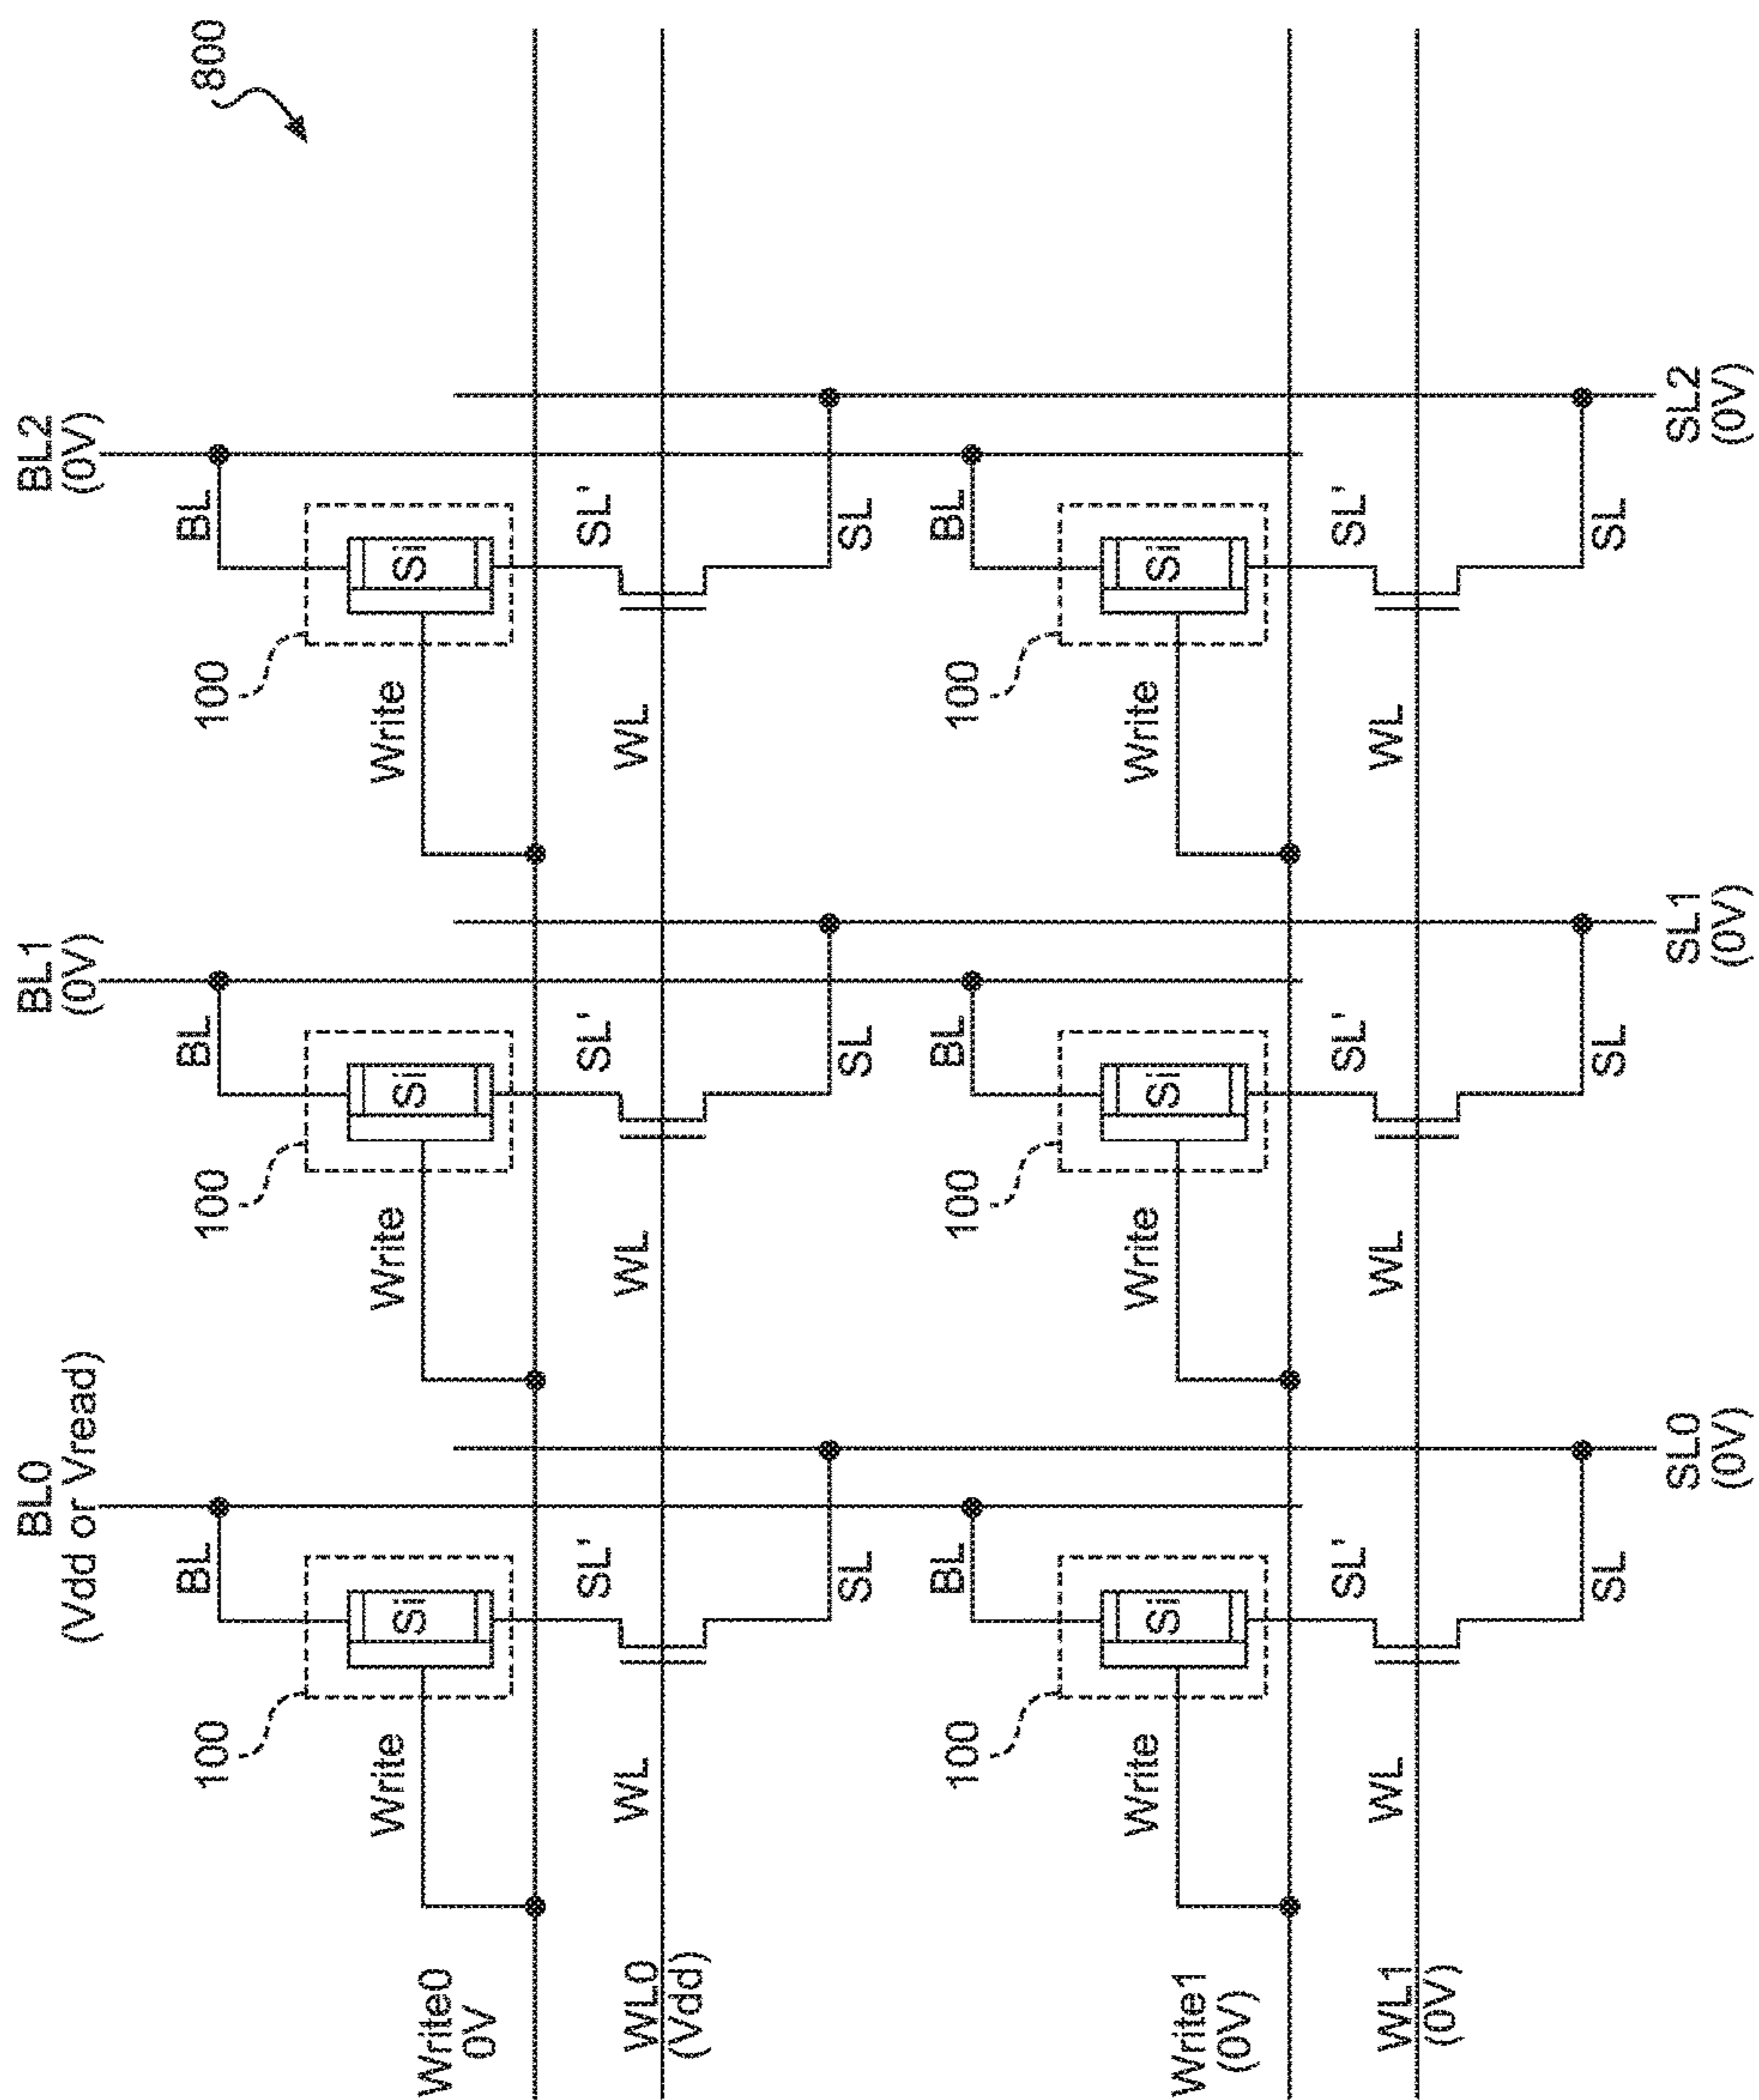 BL0
(Vdd or Vread)
BL1
(0V)
BL2
(0V)
800
BL
BL
BL
100
100
100
Write
Si
Write
Si
Write
Si
Write0
0V
SL'
SL'
SL'
WL0
(Vdd)
WL
WL
WL
SL
SL
SL
BL
BL
BL
100
100
100
Write
Si
Write
Si
Write
Si
Write1
(0V)
SL'
SL'
SL'
WL1
(0V)
WL
WL
WL
SL
SL
SL
SL0
(0V)
SL1
(0V)
SL2
(0V)